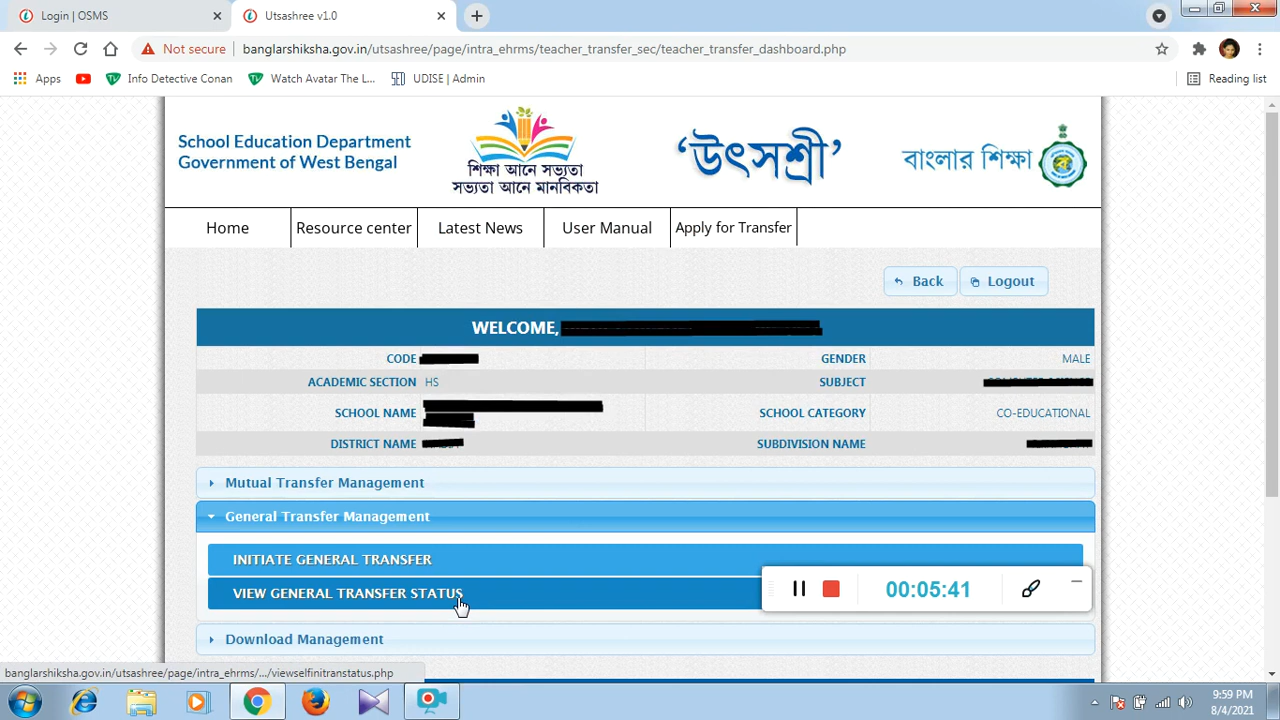 Login | OSMS
Utsashree v1.0
Not secure
banglarshiksha.gov.in/utsashree/page/intra_ehrms/teacher_transfer_sec/teacher_transfer_dashboard.php
Apps
Info Detective Conan
Watch Avatar The L...
UDISE | Admin
Reading list
School Education Department
Government of West Bengal
শিক্ষা আনে সভ্যতা
সভ্যতা আনে মানবিকতা
‘উৎসশ্রী’
বাংলার শিক্ষা
Home
Resource center
Latest News
User Manual
Apply for Transfer
Back
Logout
WELCOME,
CODE
GENDER
MALE
ACADEMIC SECTION
HS
SUBJECT
SCHOOL NAME
SCHOOL CATEGORY
CO-EDUCATIONAL
DISTRICT NAME
SUBDIVISION NAME
Mutual Transfer Management
General Transfer Management
INITIATE GENERAL TRANSFER
VIEW GENERAL TRANSFER STATUS
00:05:41
Download Management
banglarshiksha.gov.in/utsashree/page/intra_ehrms/.../viewselfinitranstatus.php
9:59 PM
8/4/2021